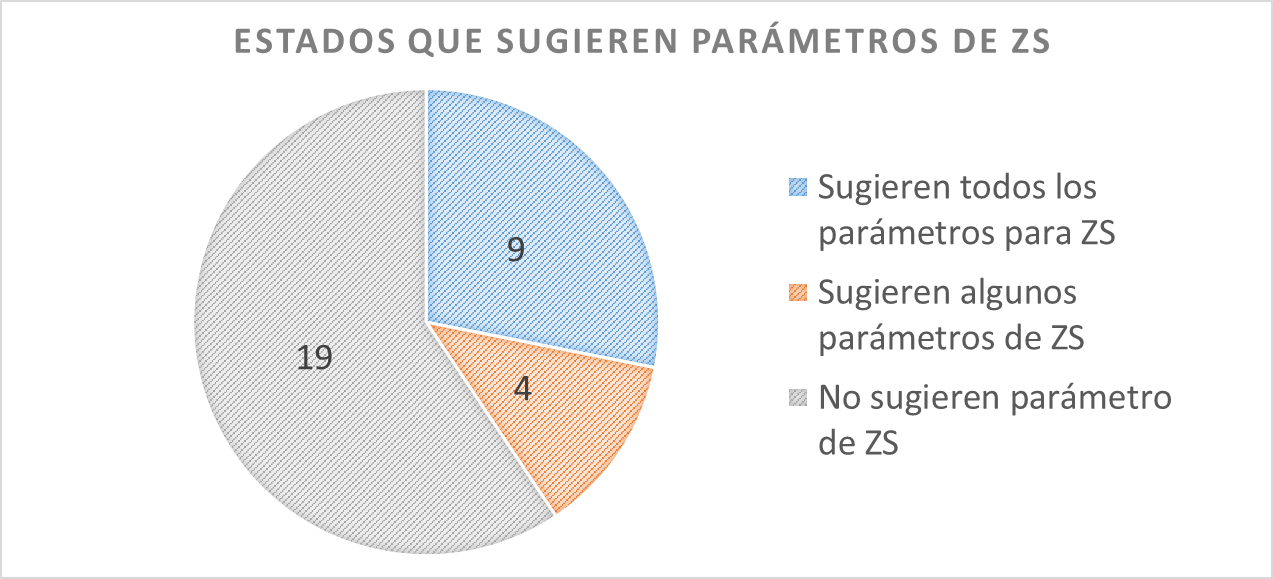 ESTADOS QUE SUGIEREN PARÁMETROS DE ZS
9
4
19
Sugieren todos los
parámetros para ZS
Sugieren algunos
parámetros de ZS
No sugieren parámetro
de ZS